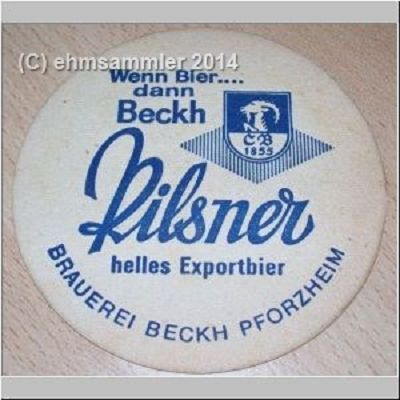 (C) ehmsammler 2014
Wenn Bier....
dann
Beckh
CB
1855
Pilsner
helles Exportbier
BRAUEREI BECKH PFORZHEIM